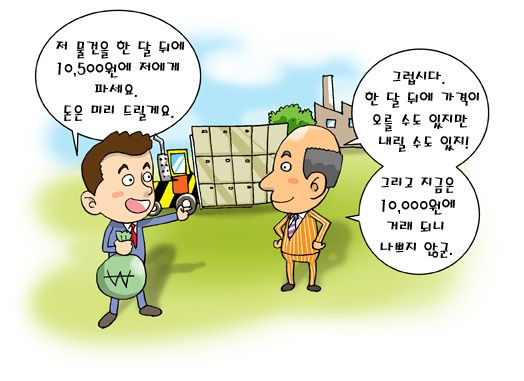 저 물건을 한 달 뒤에
10,500원에 저에게
파세요.
돈은 미리 드릴게요.
그럽시다.
한 달 뒤에 가격이
오를 수도 있지만
내릴 수도 있지!
그리고 지금은
10,000원에
거래 되니
나쁘지 않군.
₩